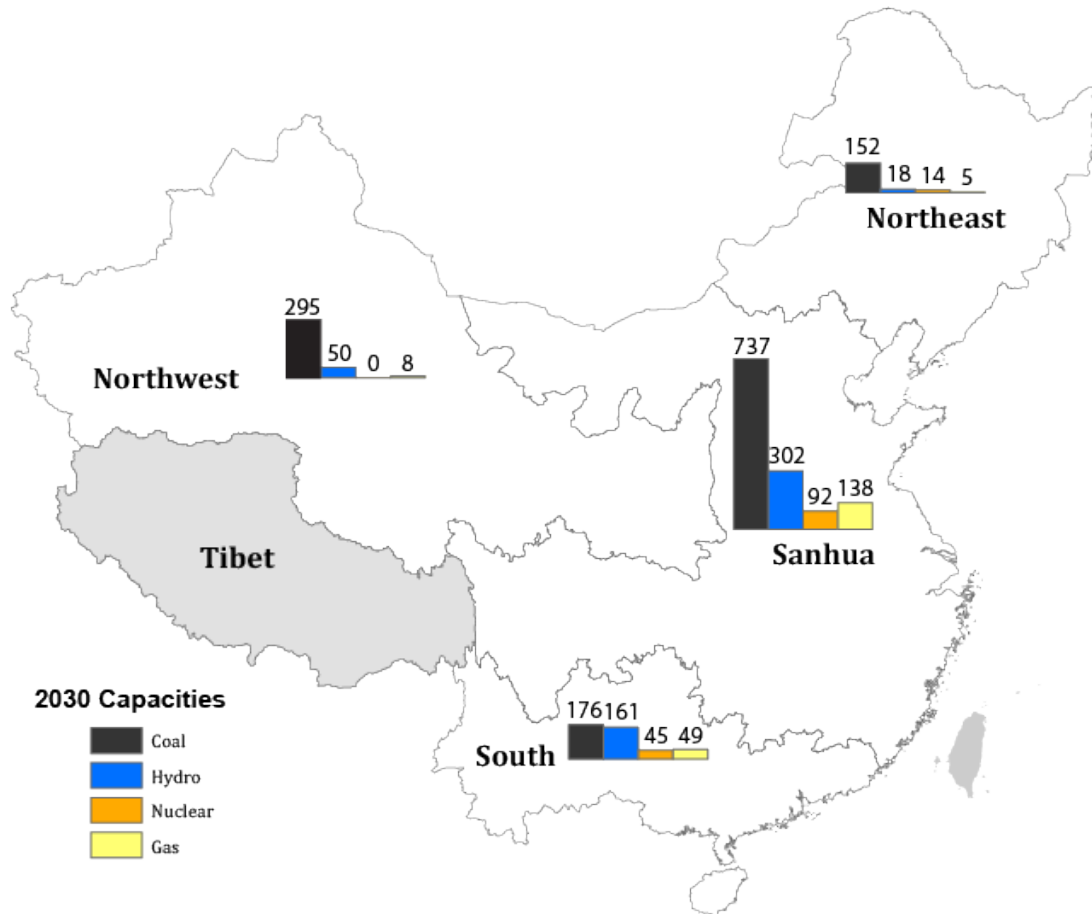 152
18 14 5
Northeast
295
50 0 8
Northwest
737
302
92 138
Sanhua
Tibet
2030 Capacities
Coal
Hydro
Nuclear
Gas
176 161
45 49
South